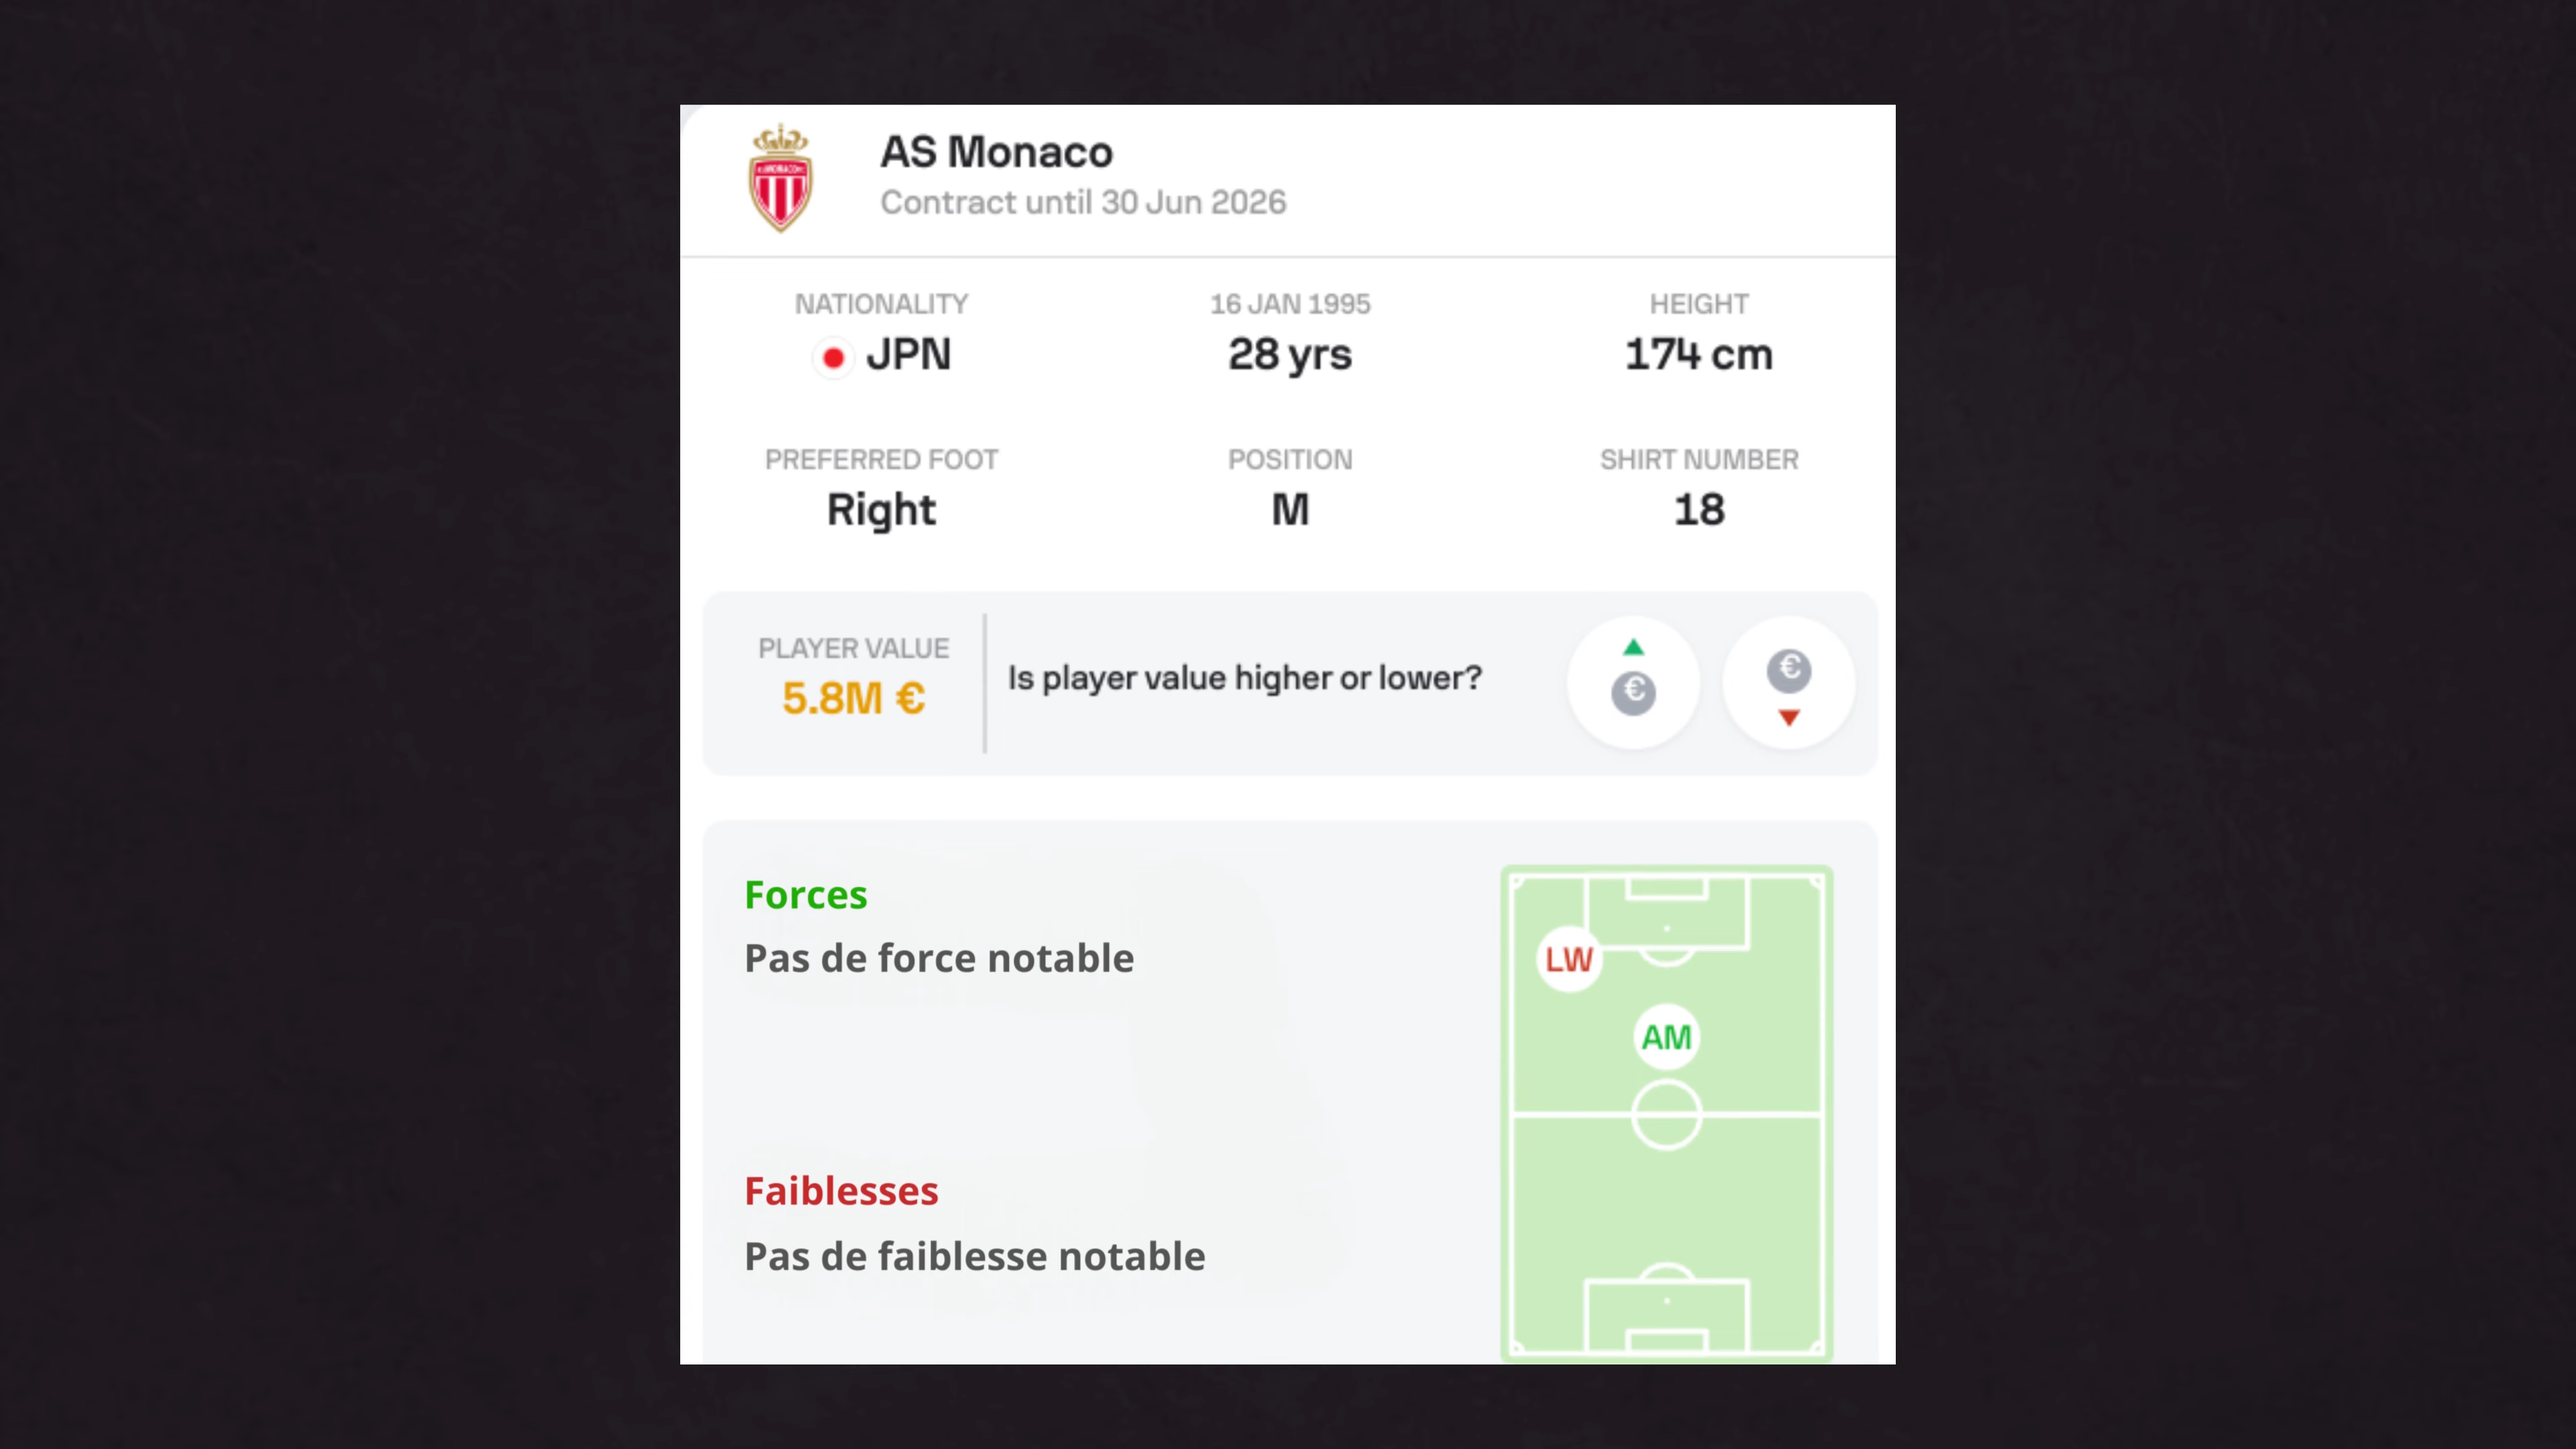 AS Monaco
Contract until 30 Jun 2026
NATIONALITY 16 JAN 1995 HEIGHT
JPN 28 yrs 174 cm
PREFERRED FOOT POSITION SHIRT NUMBER
Right M 18
PLAYER VALUE
5.8M €
Is player value higher or lower?
€ €
Forces
Pas de force notable
LW
AM
Faiblesses
Pas de faiblesse notable